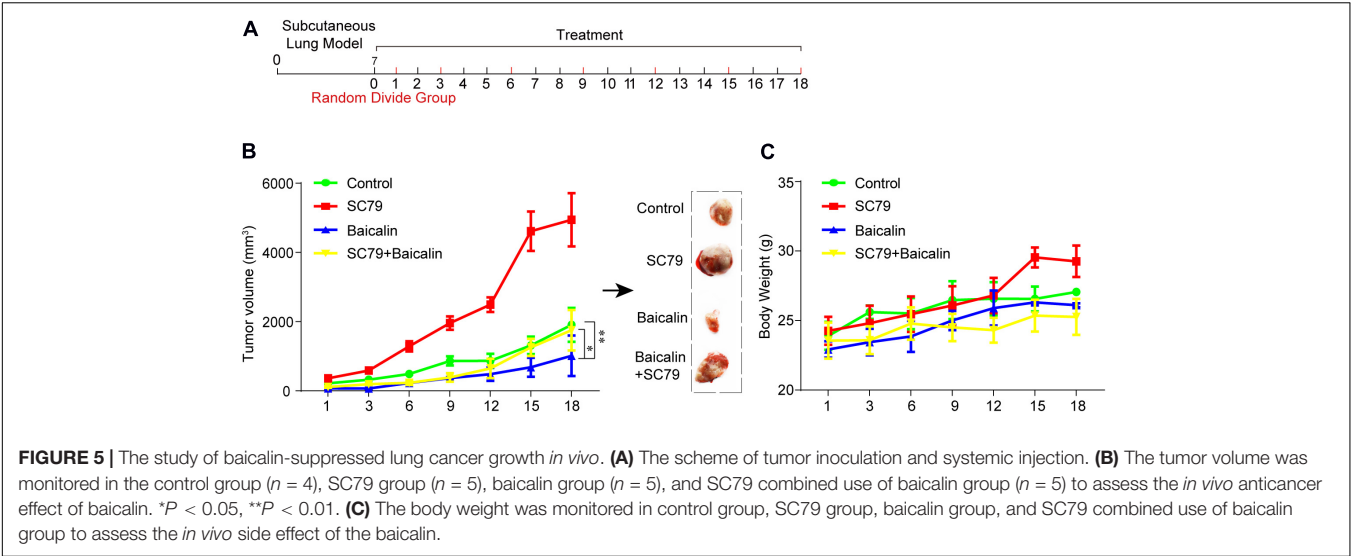 A
Subcutaneous
Lung Model
Treatment
0
7
0 1 2 3 4 5 6 7 8 9 10 11 12 13 14 15 16 17 18
Random Divide Group
B
Control
SC79
Baicalin
SC79+Baicalin
Tumor volume (mm³)
6000
4000
2000
0
1 3 6 9 12 15 18
*
**
Control
SC79
Baicalin
Baicalin
+SC79
C
Control
SC79
Baicalin
SC79+Baicalin
Body Weight (g)
35
30
25
20
1 3 6 9 12 15 18
FIGURE 5 | The study of baicalin-suppressed lung cancer growth in vivo. (A) The scheme of tumor inoculation and systemic injection. (B) The tumor volume was
monitored in the control group (n = 4), SC79 group (n = 5), baicalin group (n = 5), and SC79 combined use of baicalin group (n = 5) to assess the in vivo anticancer
effect of baicalin. *P < 0.05, **P < 0.01. (C) The body weight was monitored in control group, SC79 group, baicalin group, and SC79 combined use of baicalin
group to assess the in vivo side effect of the baicalin.